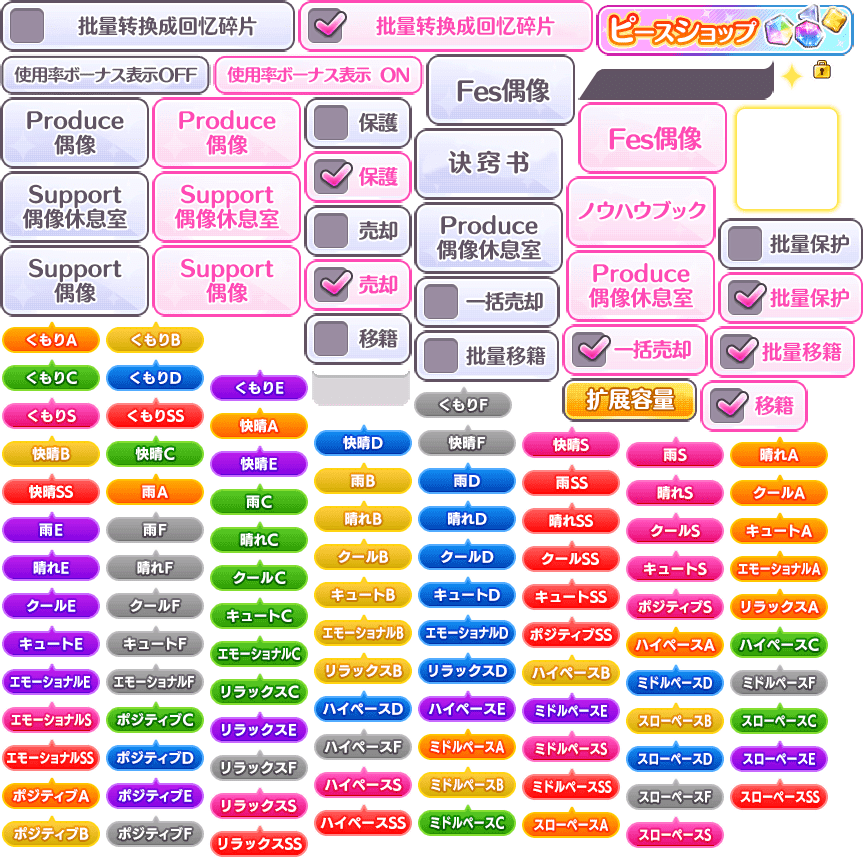 批量转换成回忆碎片
批量转换成回忆碎片
ピースショップ
使用率ボーナス表示OFF
使用率ボーナス表示 ON
Fes偶像
Produce
偶像
Produce
偶像
保護
Fes偶像
诀窍书
保護
Support
偶像休息室
Support
偶像休息室
ノウハウブック
売却
Produce
偶像休息室
批量保护
Support
偶像
Support
偶像
売却
Produce
偶像休息室
批量保护
一括売却
移籍
一括売却
批量移籍
批量移籍
扩展容量
移籍
くもりA
くもりB
くもりC
くもりD
くもりE
くもりF
くもりS
くもりSS
快晴A
快晴B
快晴C
快晴D
快晴F
快晴S
雨S
晴れA
快晴E
快晴SS
雨A
雨B
雨D
雨SS
晴れS
クールA
雨C
雨E
雨F
晴れB
晴れD
晴れSS
クールS
キュートA
晴れC
晴れE
晴れF
クールB
クールD
クールSS
キュートS
エモーショナルA
クールC
クールE
クールF
キュートB
キュートD
キュートSS
ポジティブS
リラックスA
キュートC
キュートE
キュートF
エモーショナルB
エモーショナルD
ポジティブSS
ハイペースA
ハイペースC
エモーショナルC
エモーショナルE
エモーショナルF
リラックスB
リラックスD
ハイペースB
ミドルペースD
ミドルペースF
リラックスC
エモーショナルS
ポジティブC
ハイペースD
ハイペースE
ミドルペースE
スローペースB
スローペースC
リラックスE
エモーショナルSS
ポジティブD
ハイペースF
ミドルペースA
ミドルペースS
スローペースD
スローペースE
リラックスF
ポジティブA
ポジティブE
ハイペースS
ミドルペースB
ミドルペースSS
スローペースF
スローペースSS
リラックスS
ポジティブB
ポジティブF
ハイペースSS
ミドルペースC
スローペースA
スローペースS
リラックスSS